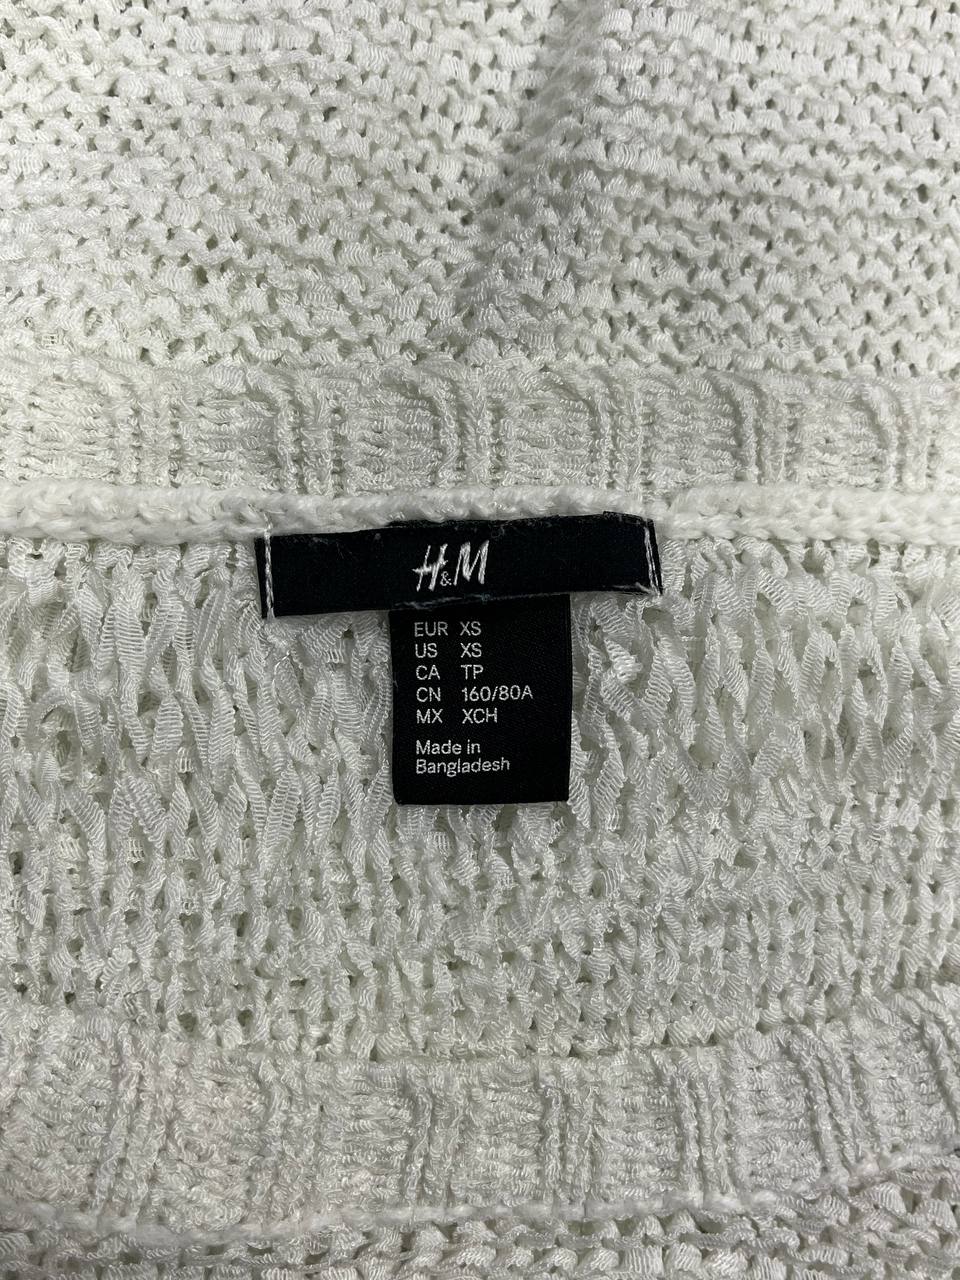 H&M
EUR XS
US XS
CA TP
CN 160/80A
MX XCH
Made in
Bangladesh